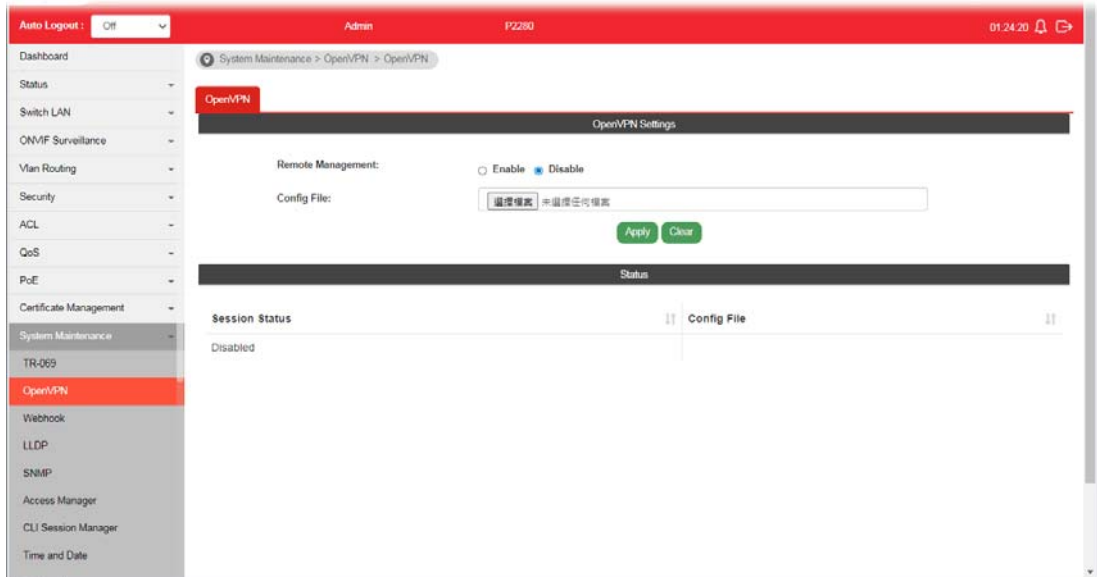 Auto Logout : Off Admin P2280 01:24:20
Dashboard
Status
Switch LAN
ONVIF Surveillance
Vlan Routing
Security
ACL
QoS
PoE
Certificate Management
System Maintenance
TR-069
OpenVPN
Webhook
LLDP
SNMP
Access Manager
CLI Session Manager
Time and Date
System Maintenance > OpenVPN > OpenVPN
OpenVPN
OpenVPN Settings
Remote Management: Enable Disable
Config File: 選擇檔案 未選擇任何檔案
Apply Clear
Status
Session Status Config File
Disabled